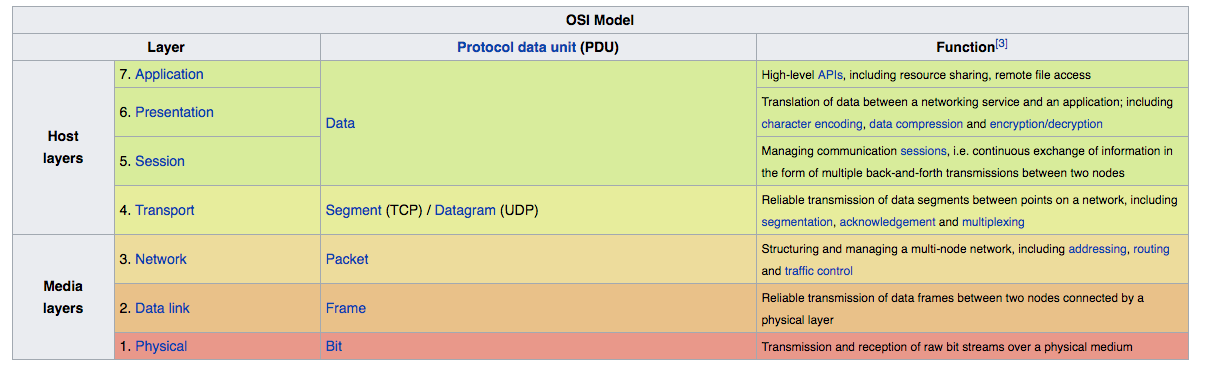 OSI Model
Layer Protocol data unit (PDU) Function[3]
Host
layers
7. Application
Data
High-level APIs, including resource sharing, remote file access
6. Presentation
Translation of data between a networking service and an application; including
character encoding, data compression and encryption/decryption
5. Session
Managing communication sessions, i.e. continuous exchange of information in
the form of multiple back-and-forth transmissions between two nodes
4. Transport
Segment (TCP) / Datagram (UDP)
Reliable transmission of data segments between points on a network, including
segmentation, acknowledgement and multiplexing
Media
layers
3. Network
Packet
Structuring and managing a multi-node network, including addressing, routing
and traffic control
2. Data link
Frame
Reliable transmission of data frames between two nodes connected by a
physical layer
1. Physical
Bit
Transmission and reception of raw bit streams over a physical medium